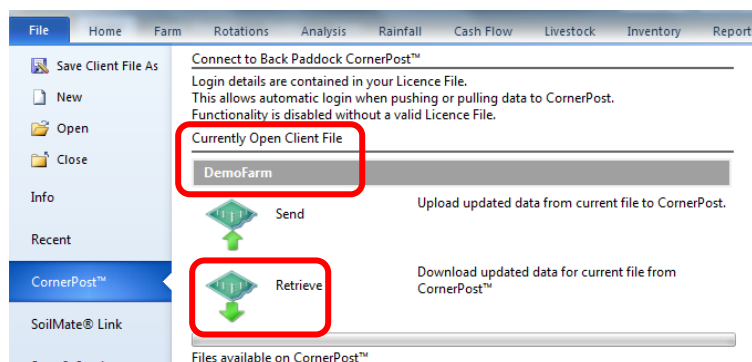 File Home Farm Rotations Analysis Rainfall Cash Flow Livestock Inventory Report
Save Client File As
New
Open
Close
Info
Recent
CornerPost™
SoilMate® Link
Connect to Back Paddock CornerPost™
Login details are contained in your Licence File.
This allows automatic login when pushing or pulling data to CornerPost.
Functionality is disabled without a valid Licence File.
Currently Open Client File
DemoFarm
Send
Upload updated data from current file to CornerPost.
Retrieve
Download updated data for current file from
CornerPost™
Files available on CornerPost™